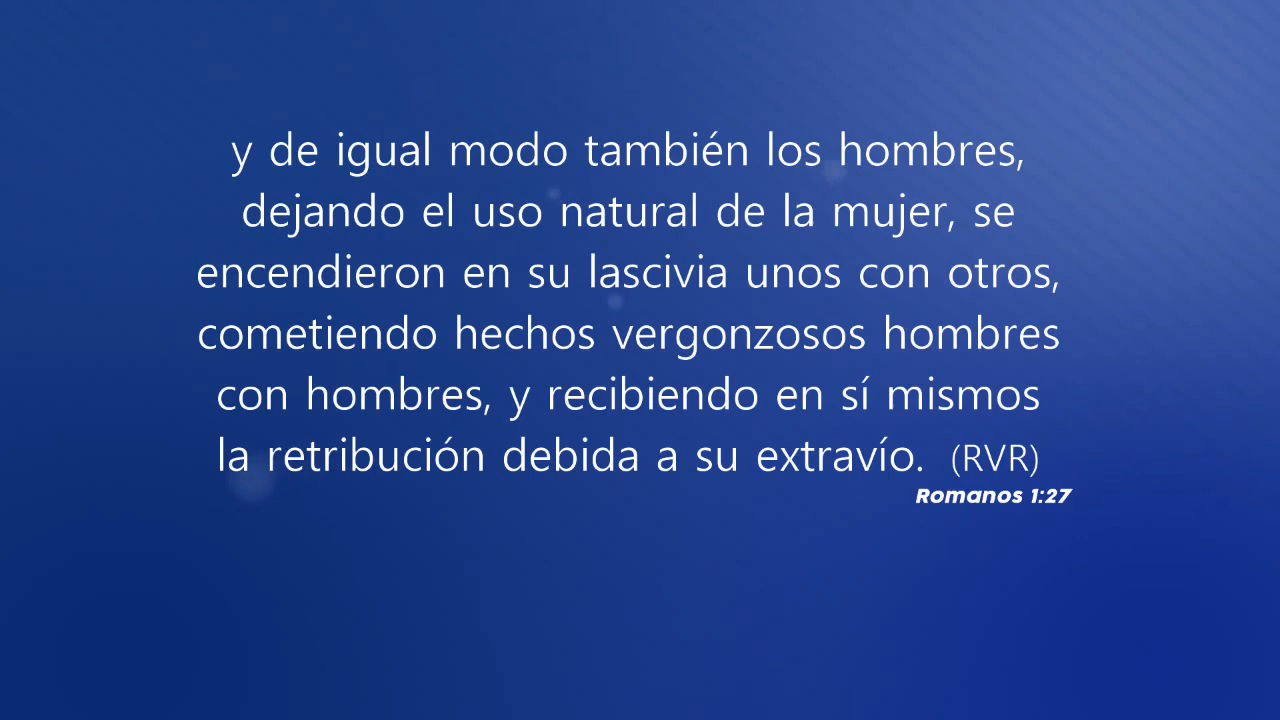 y de igual modo también los hombres,
dejando el uso natural de la mujer, se
encendieron en su lascivia unos con otros,
cometiendo hechos vergonzosos hombres
con hombres, y recibiendo en sí mismos
la retribución debida a su extravío. (RVR)
Romanos 1:27